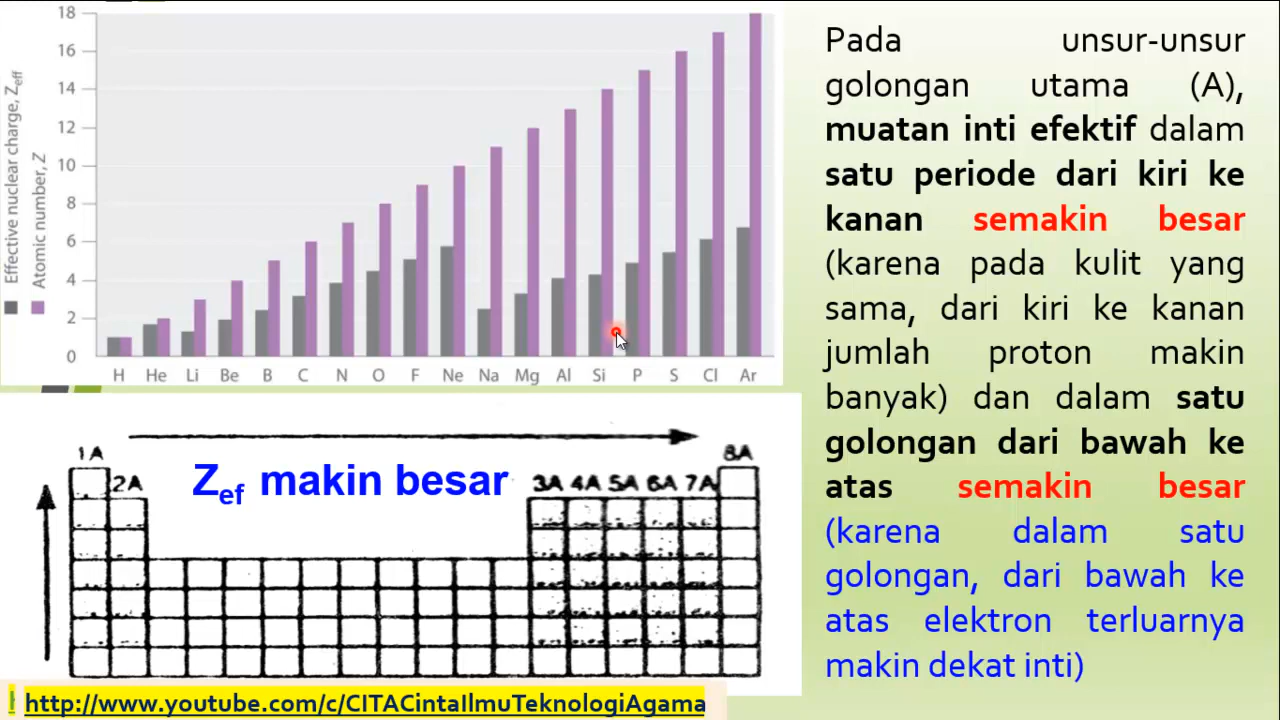 18
16
14
12
10
8
6
4
2
0
Effective nuclear charge, Zeff
Atomic number, Z
H He Li Be B C N O F Ne Na Mg Al Si P S Cl Ar
Pada unsur-unsur
golongan utama (A),
muatan inti efektif dalam
satu periode dari kiri ke
kanan semakin besar
(karena pada kulit yang
sama, dari kiri ke kanan
jumlah proton makin
banyak) dan dalam satu
golongan dari bawah ke
atas semakin besar
(karena dalam satu
golongan, dari bawah ke
atas elektron terluarnya
makin dekat inti)
1A
8A
2A
Zef makin besar
3A 4A 5A 6A 7A
http://www.youtube.com/c/CITACintaIlmuTeknologiAgama